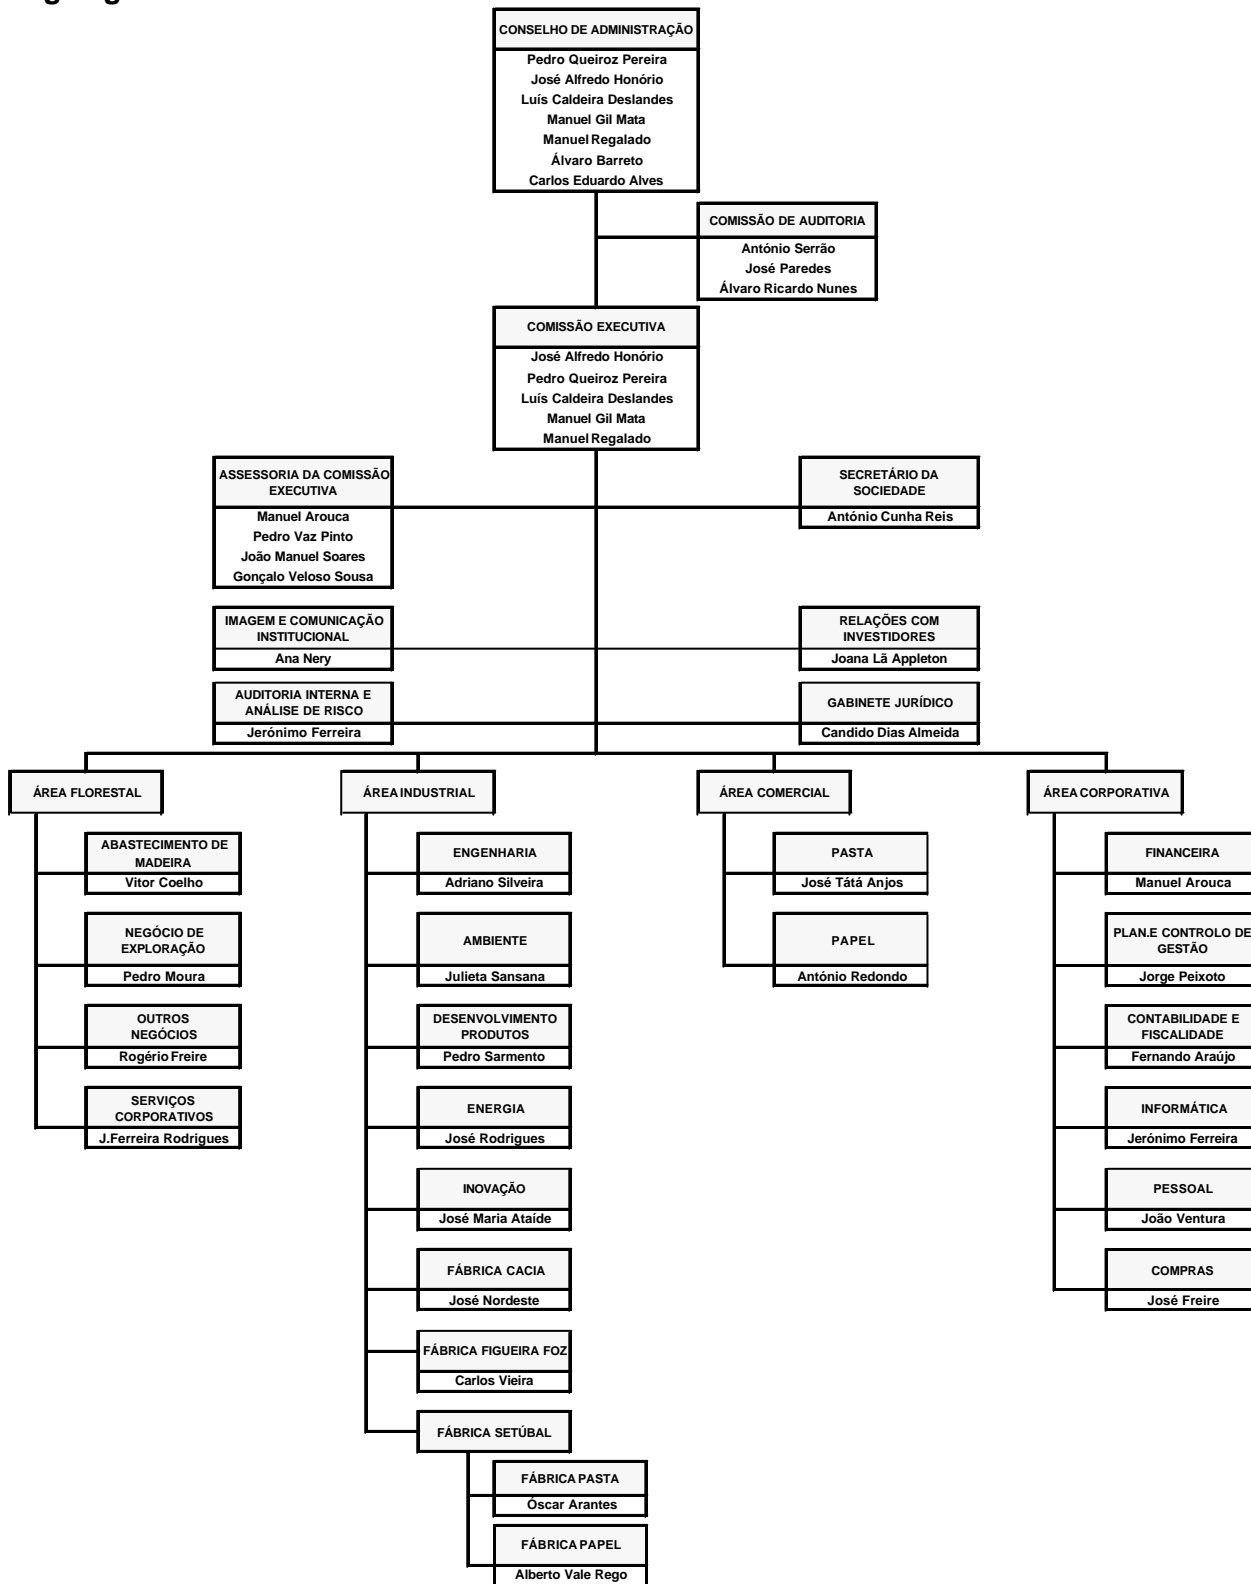 CONSELHO DE ADMINISTRAÇÃO
Pedro Queiroz Pereira
José Alfredo Honório
Luís Caldeira Deslandes
Manuel Gil Mata
Manuel Regalado
Álvaro Barreto
Carlos Eduardo Alves
COMISSÃO DE AUDITORIA
António Serrão
José Paredes
Álvaro Ricardo Nunes
COMISSÃO EXECUTIVA
José Alfredo Honório
Pedro Queiroz Pereira
Luís Caldeira Deslandes
Manuel Gil Mata
Manuel Regalado
ASSESSORIA DA COMISSÃO
EXECUTIVA
Manuel Arouca
Pedro Vaz Pinto
João Manuel Soares
Gonçalo Veloso Sousa
SECRETÁRIO DA
SOCIEDADE
António Cunha Reis
IMAGEM E COMUNICAÇÃO
INSTITUCIONAL
Ana Nery
RELAÇÕES COM
INVESTIDORES
Joana Lã Appleton
AUDITORIA INTERNA E
ANÁLISE DE RISCO
Jerónimo Ferreira
GABINETE JURÍDICO
Candido Dias Almeida
ÁREA FLORESTAL
ABASTECIMENTO DE
MADEIRA
Vitor Coelho
NEGÓCIO DE
EXPLORAÇÃO
Pedro Moura
OUTROS
NEGÓCIOS
Rogério Freire
SERVIÇOS
CORPORATIVOS
J.Ferreira Rodrigues
ÁREA INDUSTRIAL
ENGENHARIA
Adriano Silveira
AMBIENTE
Julieta Sansana
DESENVOLVIMENTO
PRODUTOS
Pedro Sarmento
ENERGIA
José Rodrigues
INOVAÇÃO
José Maria Ataíde
FÁBRICA CACIA
José Nordeste
FÁBRICA FIGUEIRA FOZ
Carlos Vieira
FÁBRICA SETÚBAL
FÁBRICA PASTA
Óscar Arantes
FÁBRICA PAPEL
Alberto Vale Rego
ÁREA COMERCIAL
PASTA
José Tátá Anjos
PAPEL
António Redondo
ÁREA CORPORATIVA
FINANCEIRA
Manuel Arouca
PLAN.E CONTROLO DE
GESTÃO
Jorge Peixoto
CONTABILIDADE E
FISCALIDADE
Fernando Araújo
INFORMÁTICA
Jerónimo Ferreira
PESSOAL
João Ventura
COMPRAS
José Freire